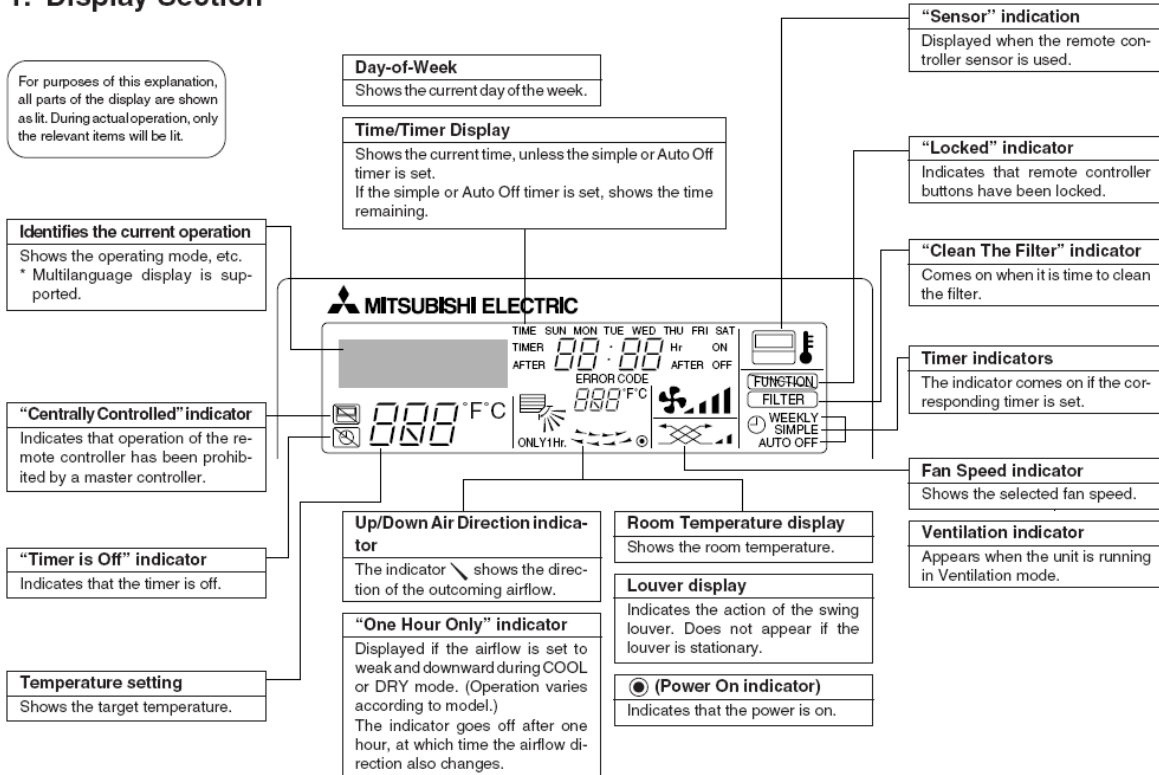 1. Display Section
For purposes of this explanation,
all parts of the display are shown
as lit. During actual operation, only
the relevant items will be lit.
Day-of-Week
Shows the current day of the week.
Time/Timer Display
Shows the current time, unless the simple or Auto Off
timer is set.
If the simple or Auto Off timer is set, shows the time
remaining.
Identifies the current operation
Shows the operating mode, etc.
* Multilanguage display is sup-
ported.
“Centrally Controlled” indicator
Indicates that operation of the re-
mote controller has been prohib-
ited by a master controller.
“Timer is Off” indicator
Indicates that the timer is off.
Temperature setting
Shows the target temperature.
MITSUBISHI ELECTRIC
TIME SUN MON TUE WED THU FRI SAT
TIMER 88:88 Hr ON
AFTER AFTER OFF
ERROR CODE
888 °F°C
888 °F°C
ONLY1Hr.
FUNCTION
FILTER
WEEKLY
SIMPLE
AUTO OFF
Up/Down Air Direction indica-
tor
The indicator shows the direc-
tion of the outcoming airflow.
“One Hour Only” indicator
Displayed if the airflow is set to
weak and downward during COOL
or DRY mode. (Operation varies
according to model.)
The indicator goes off after one
hour, at which time the airflow di-
rection also changes.
Room Temperature display
Shows the room temperature.
Louver display
Indicates the action of the swing
louver. Does not appear if the
louver is stationary.
(Power On indicator)
Indicates that the power is on.
“Sensor” indication
Displayed when the remote con-
troller sensor is used.
“Locked” indicator
Indicates that remote controller
buttons have been locked.
“Clean The Filter” indicator
Comes on when it is time to clean
the filter.
Timer indicators
The indicator comes on if the cor-
responding timer is set.
Fan Speed indicator
Shows the selected fan speed.
Ventilation indicator
Appears when the unit is running
in Ventilation mode.